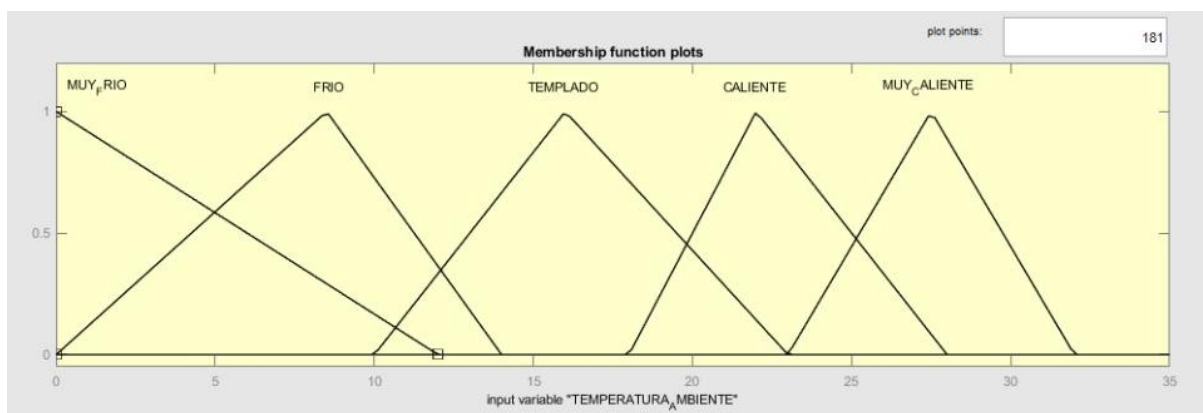 plot points: 181
Membership function plots
MUY_FRIO FRIO TEMPLADO CALIENTE MUY_CALIENTE
1
0.5
0
0 5 10 15 20 25 30 35
input variable "TEMPERATURA_AMBIENTE"